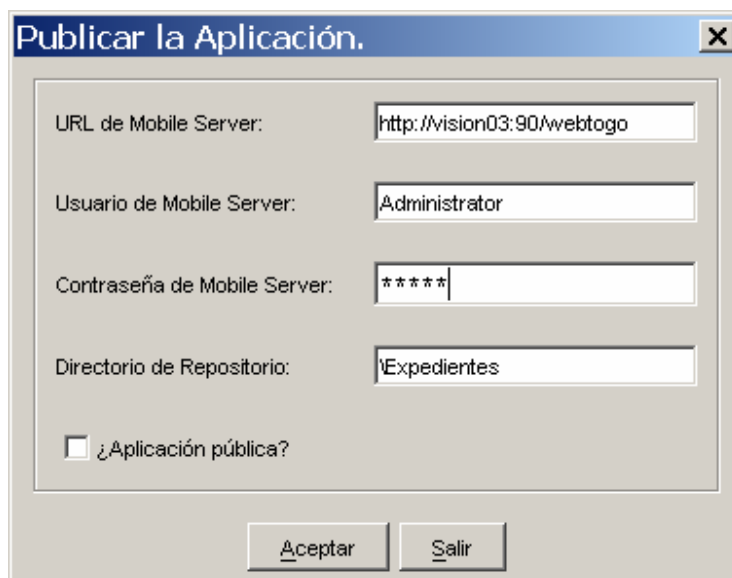 Publicar la Aplicación.
URL de Mobile Server: http://vision03:90/webtogo
Usuario de Mobile Server: Administrator
Contraseña de Mobile Server: *****
Directorio de Repositorio: \Expedientes
¿Aplicación pública?
Aceptar Salir